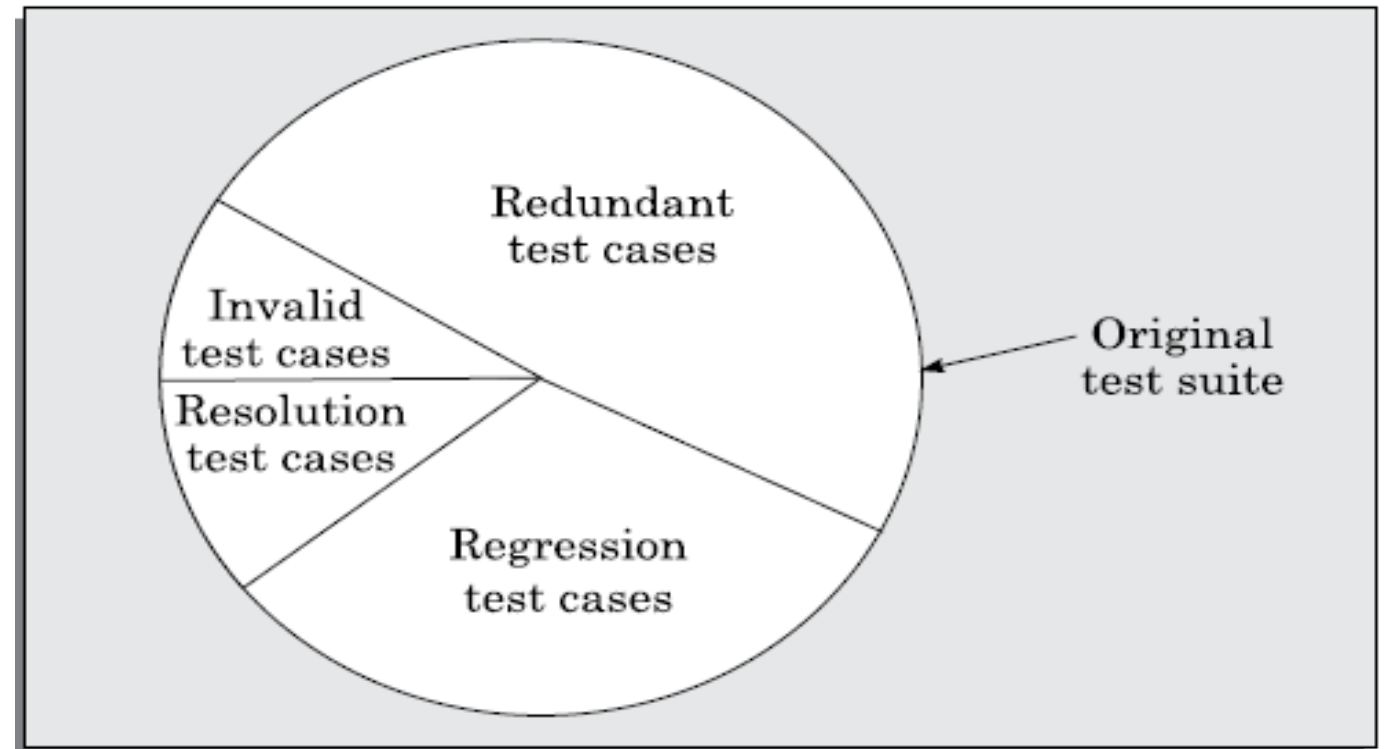 Redundant
test cases
Invalid
test cases
Original
test suite
Resolution
test cases
Regression
test cases